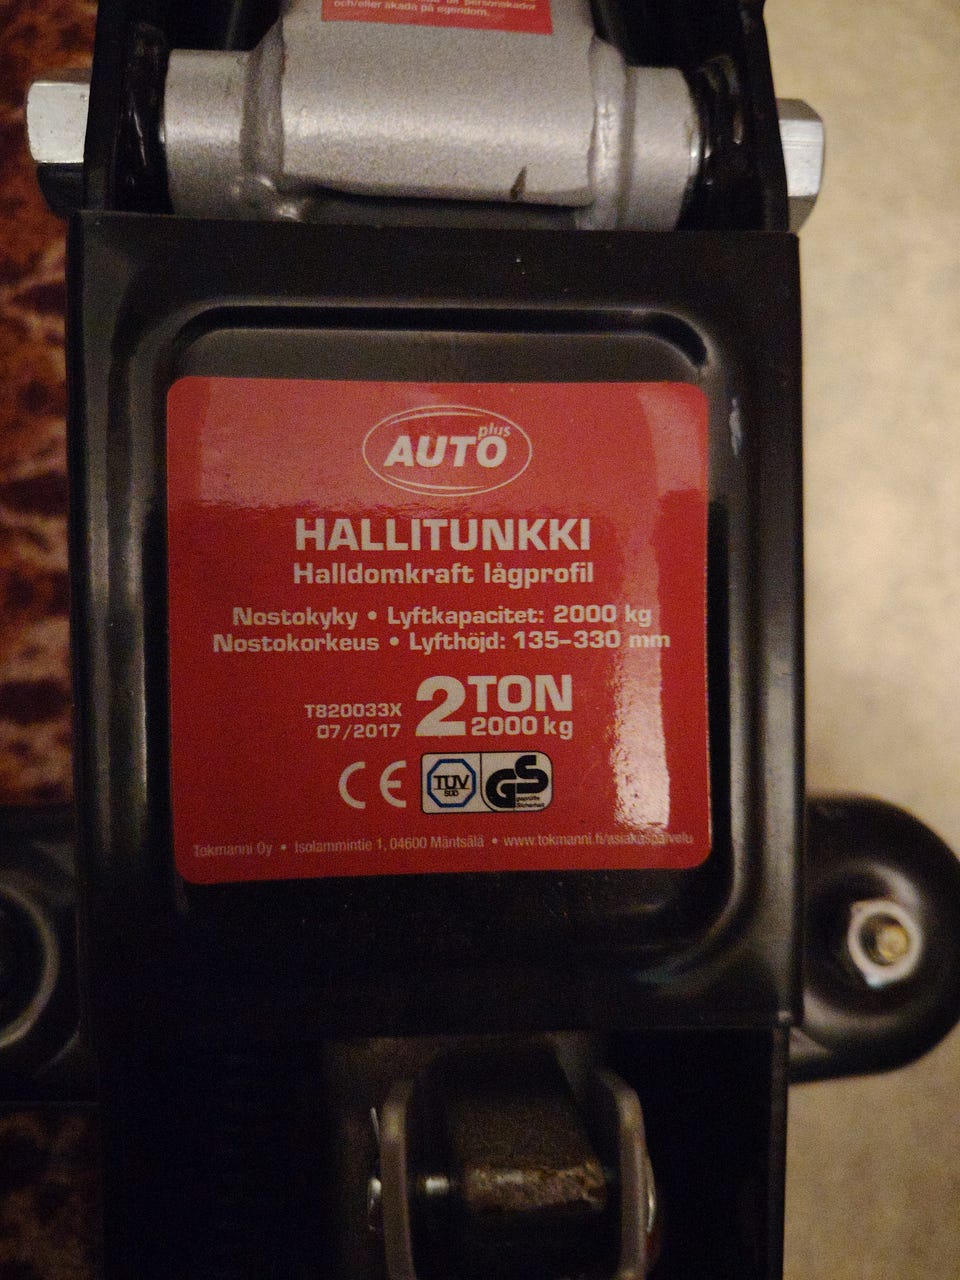 och/eller skada på egendom.
AUTO plus
HALLITUNKKI
Halldomkraft lågprofil
Nostokyky • Lyftkapacitet: 2000 kg
Nostokorkeus • Lyfthöjd: 135–330 mm
T820033X
07/2017
2 TON
2000 kg
CE
TÜV
SÜD
GS
geprüfte
Sicherheit
Tokmanni Oy • Isolammintie 1, 04600 Mäntsälä • www.tokmanni.fi/asiakaspalvelu